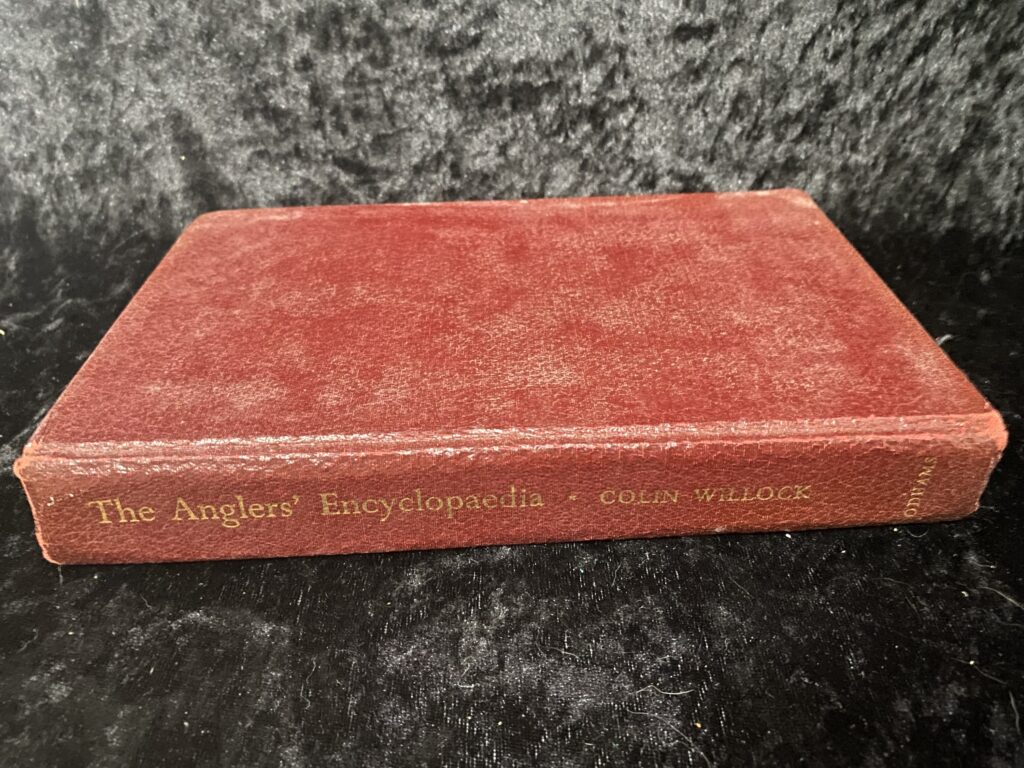 The Anglers' Encyclopaedia · COLIN WILLOCK
ODHAMS